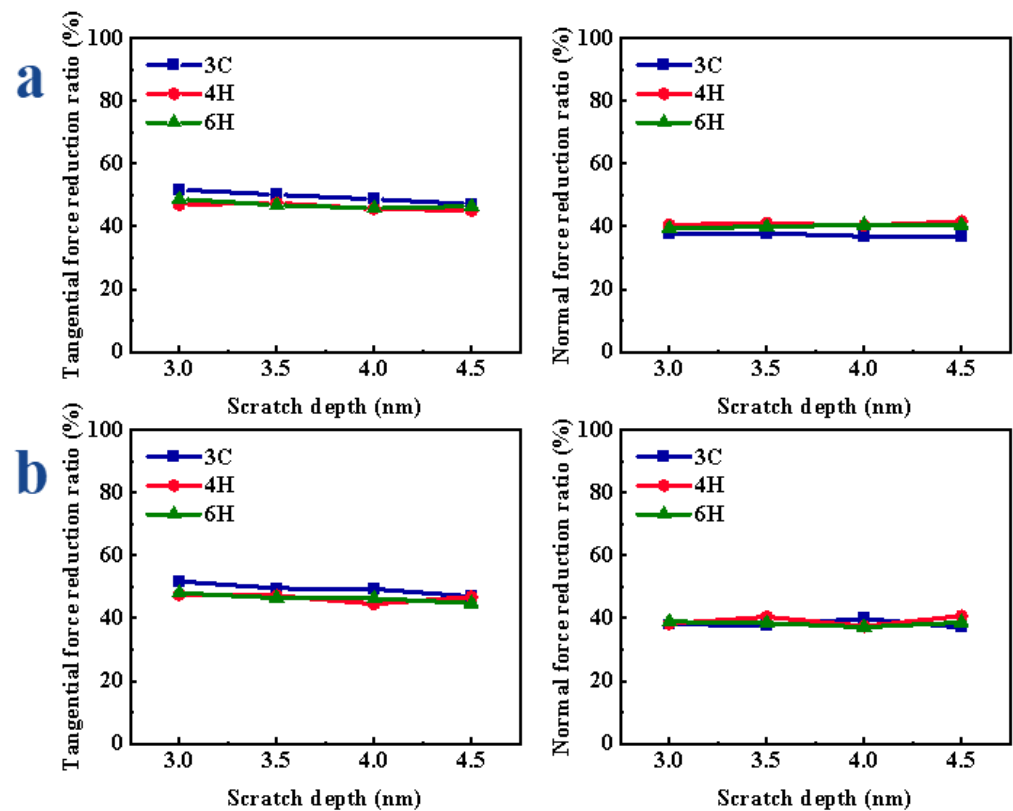 a
Tangential force reduction ratio (%)
100
80
60
40
20
0
3C
4H
6H
3.0 3.5 4.0 4.5
Scratch depth (nm)
Normal force reduction ratio (%)
100
80
60
40
20
0
3C
4H
6H
3.0 3.5 4.0 4.5
Scratch depth (nm)
b
Tangential force reduction ratio (%)
100
80
60
40
20
0
3C
4H
6H
3.0 3.5 4.0 4.5
Scratch depth (nm)
Normal force reduction ratio (%)
100
80
60
40
20
0
3C
4H
6H
3.0 3.5 4.0 4.5
Scratch depth (nm)